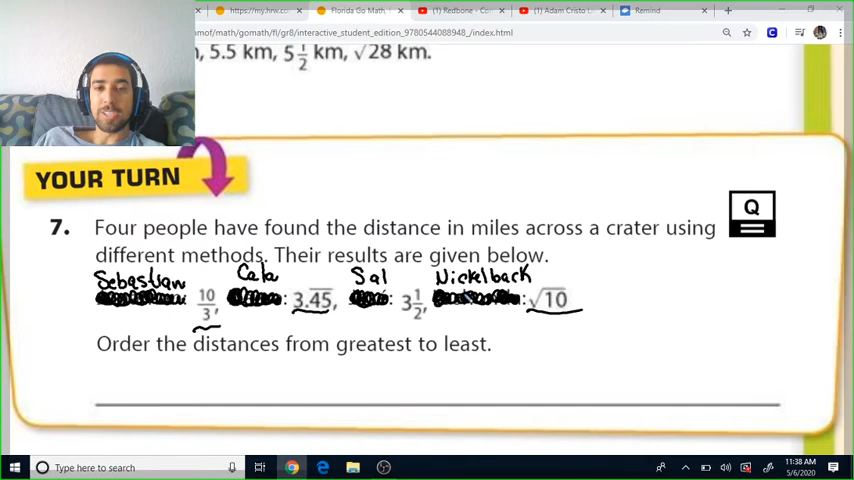 https://my.hrw.co Florida Go Math, (1) Redbone - Co (1) Adam Cristo L Remind
mof/math/gomath/fl/gr8/interactive_student_edition_9780544088948_/index.html
, 5.5 km, 5 1/2 km, √28 km.
YOUR TURN
Q
7. Four people have found the distance in miles across a crater using
different methods. Their results are given below.
Sebastian Cala Sal Nickelback
10/3, : 3.4̅5̅, : 3 1/2, : √10
Order the distances from greatest to least.
Type here to search
11:38 AM
5/6/2020